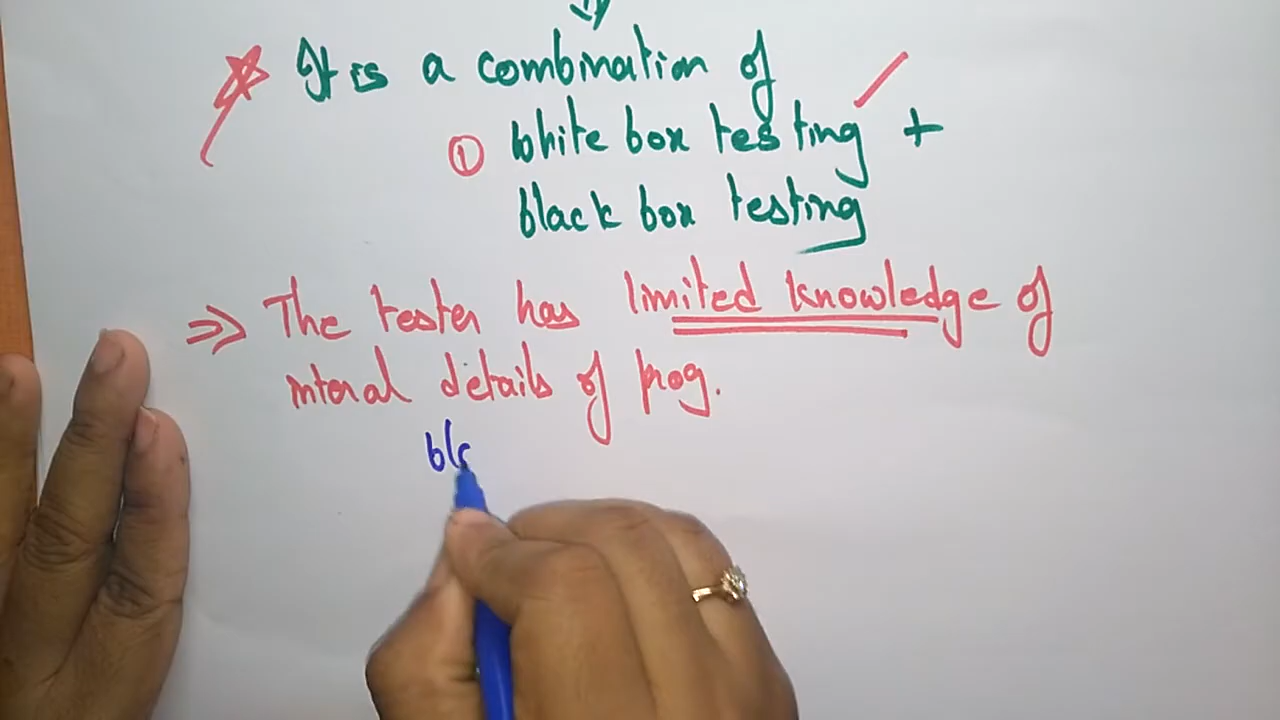 It is a combination of
① white box testing +
black box testing
⇒ The tester has limited knowledge of
internal details of prog.
bla